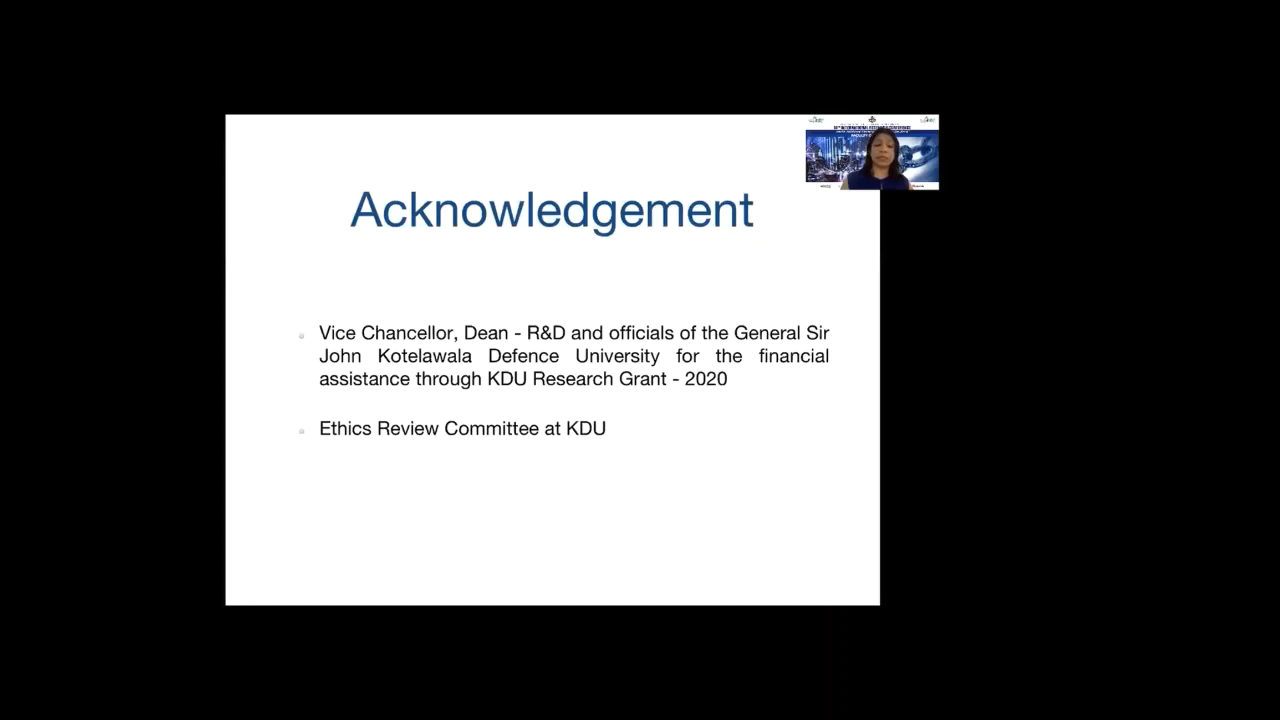 Acknowledgement
Vice Chancellor, Dean - R&D and officials of the General Sir
John Kotelawala Defence University for the financial
assistance through KDU Research Grant - 2020
Ethics Review Committee at KDU